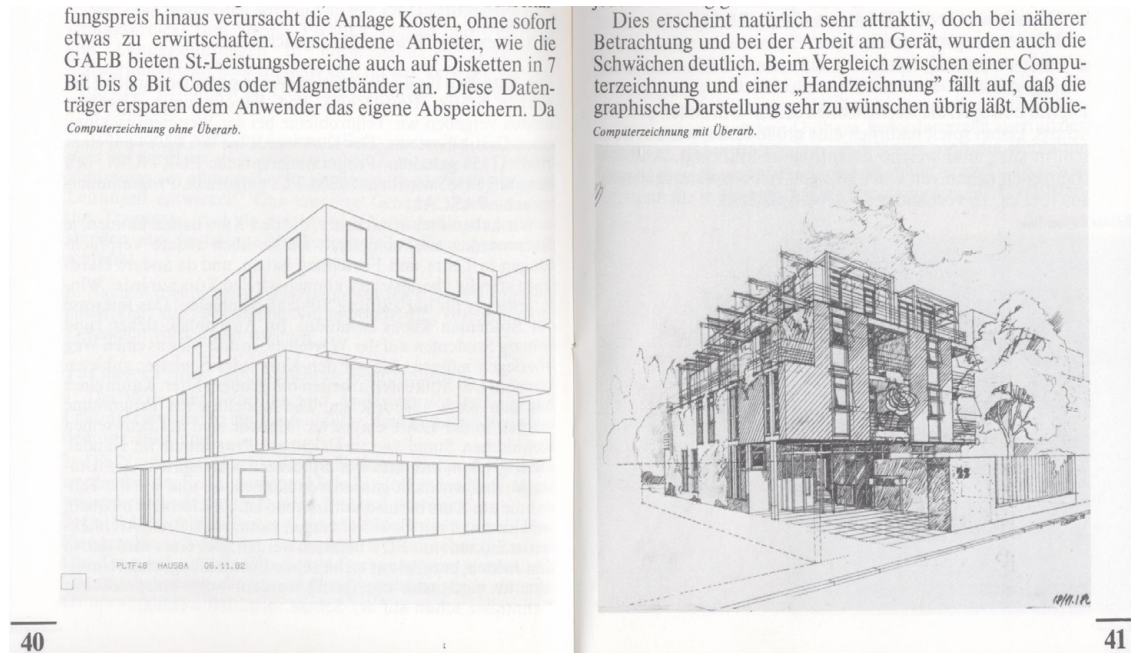 fungspreis hinaus verursacht die Anlage Kosten, ohne sofort
etwas zu erwirtschaften. Verschiedene Anbieter, wie die
GAEB bieten St.-Leistungsbereiche auch auf Disketten in 7
Bit bis 8 Bit Codes oder Magnetbänder an. Diese Daten-
träger ersparen dem Anwender das eigene Abspeichern. Da
Computerzeichnung ohne Überarb.
PLTF48 HAUSBA 06.11.82
40
Dies erscheint natürlich sehr attraktiv, doch bei näherer
Betrachtung und bei der Arbeit am Gerät, wurden auch die
Schwächen deutlich. Beim Vergleich zwischen einer Compu-
terzeichnung und einer „Handzeichnung” fällt auf, daß die
graphische Darstellung sehr zu wünschen übrig läßt. Möblie-
Computerzeichnung mit Überarb.
41